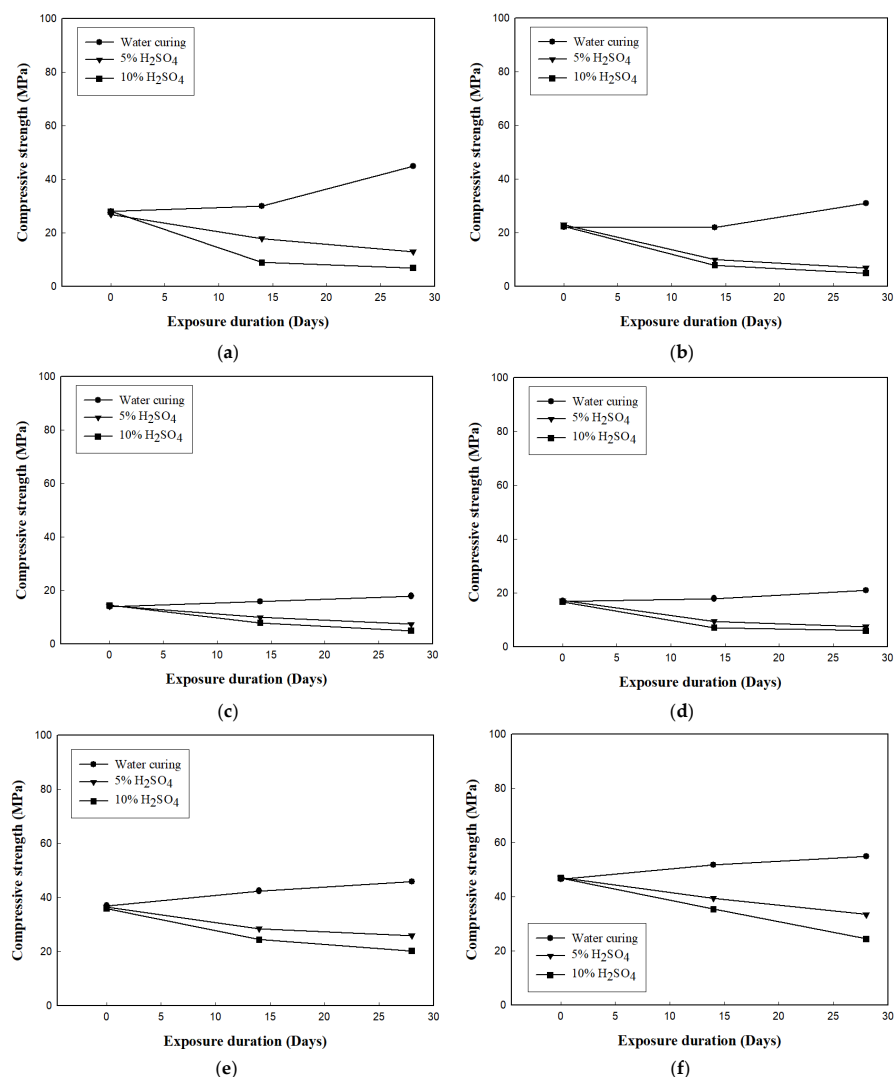 100
80
60
40
20
0
Compressive strength (MPa)
Water curing
5% H2SO4
10% H2SO4
0 5 10 15 20 25 30
Exposure duration (Days)
(a)
100
80
60
40
20
0
Compressive strength (MPa)
Water curing
5% H2SO4
10% H2SO4
0 5 10 15 20 25 30
Exposure duration (Days)
(b)
100
80
60
40
20
0
Compressive strength (MPa)
Water curing
5% H2SO4
10% H2SO4
0 5 10 15 20 25 30
Exposure duration (Days)
(c)
100
80
60
40
20
0
Compressive strength (MPa)
Water curing
5% H2SO4
10% H2SO4
0 5 10 15 20 25 30
Exposure duration (Days)
(d)
100
80
60
40
20
0
Compressive strength (MPa)
Water curing
5% H2SO4
10% H2SO4
0 5 10 15 20 25 30
Exposure duration (Days)
(e)
100
80
60
40
20
0
Compressive strength (MPa)
Water curing
5% H2SO4
10% H2SO4
0 5 10 15 20 25 30
Exposure duration (Days)
(f)